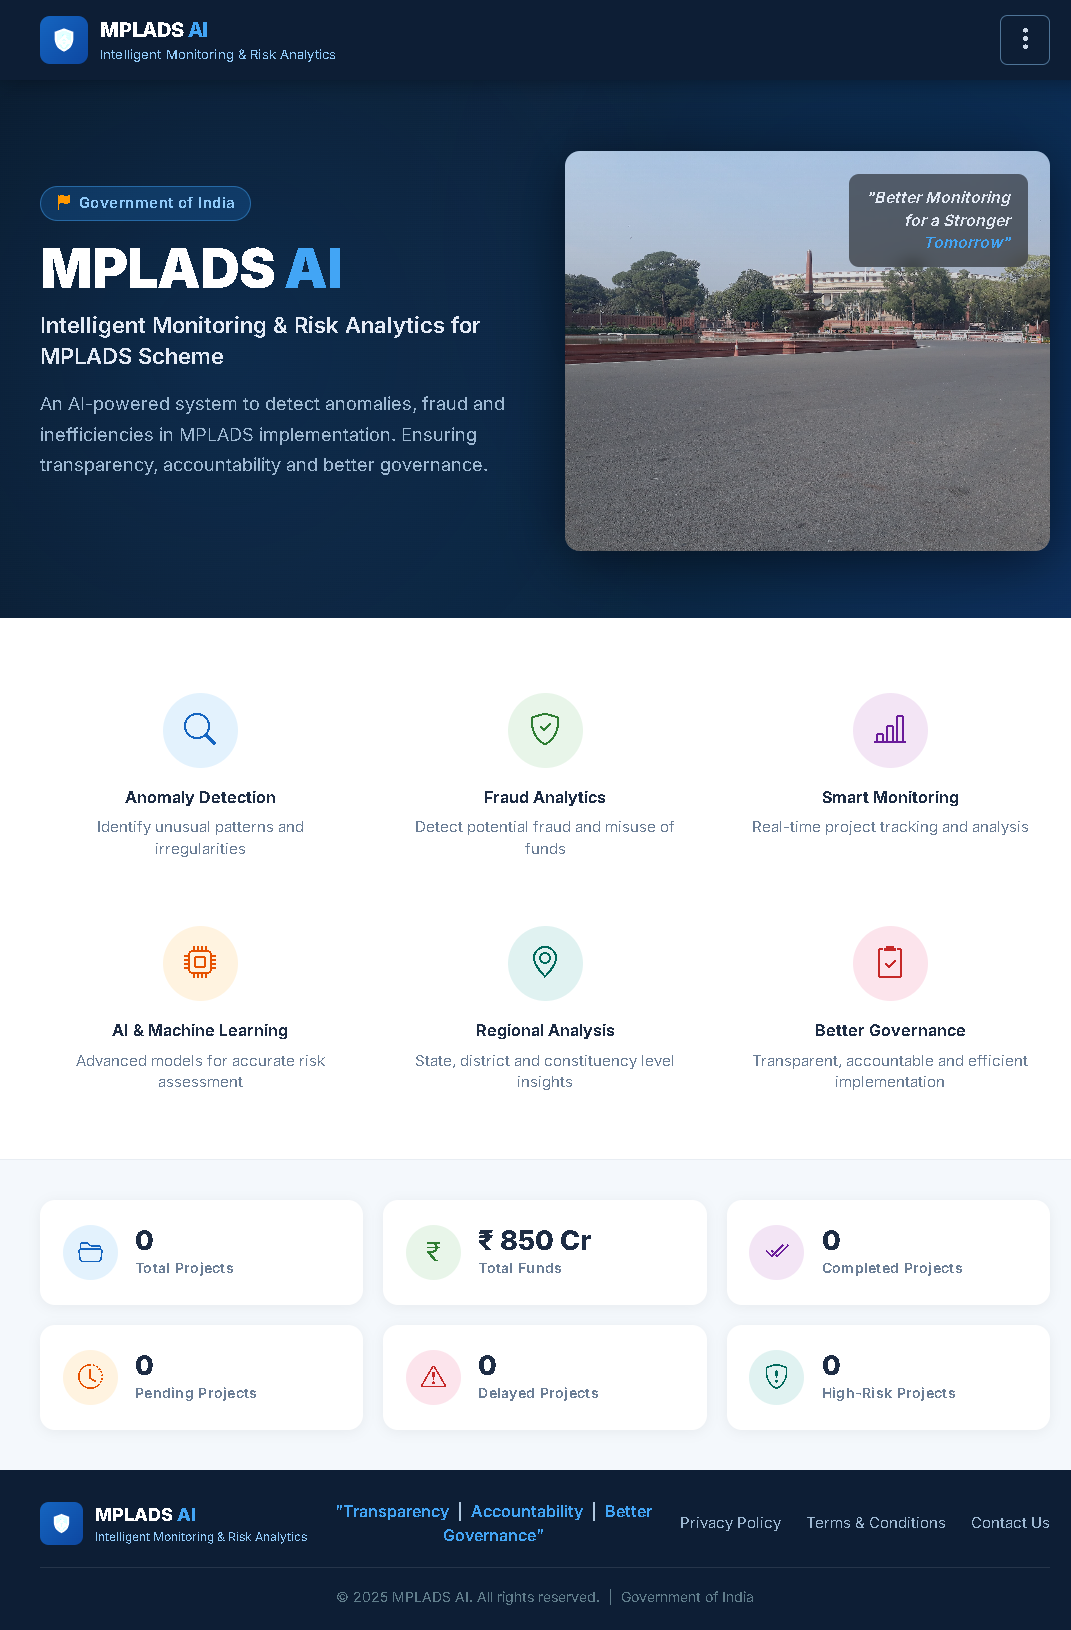 MPLADS AI
Intelligent Monitoring & Risk Analytics
Government of India
MPLADS AI
Intelligent Monitoring & Risk Analytics for
MPLADS Scheme
An AI-powered system to detect anomalies, fraud and
inefficiencies in MPLADS implementation. Ensuring
transparency, accountability and better governance.
"Better Monitoring
for a Stronger
Tomorrow"
Anomaly Detection
Identify unusual patterns and
irregularities
Fraud Analytics
Detect potential fraud and misuse of
funds
Smart Monitoring
Real-time project tracking and analysis
AI & Machine Learning
Advanced models for accurate risk
assessment
Regional Analysis
State, district and constituency level
insights
Better Governance
Transparent, accountable and efficient
implementation
0
Total Projects
₹
₹ 850 Cr
Total Funds
0
Completed Projects
0
Pending Projects
0
Delayed Projects
0
High-Risk Projects
MPLADS AI
Intelligent Monitoring & Risk Analytics
"Transparency | Accountability | Better
Governance"
Privacy Policy
Terms & Conditions
Contact Us
© 2025 MPLADS AI. All rights reserved. | Government of India